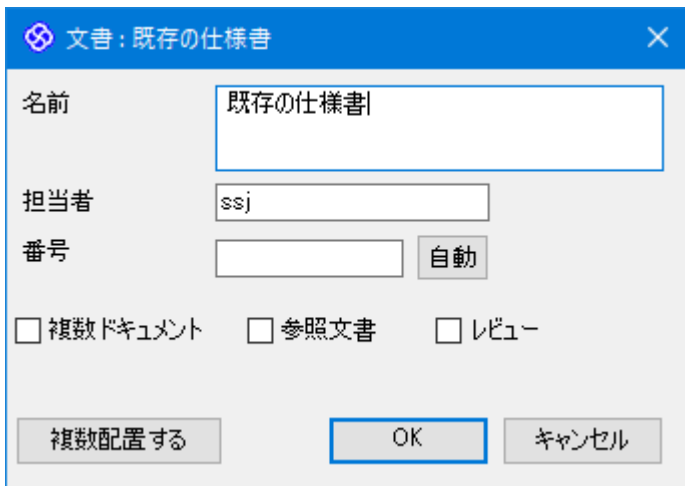 文書 : 既存の仕様書
名前
既存の仕様書
担当者
ssj
番号
自動
複数ドキュメント 参照文書 レビュー
複数配置する OK キャンセル